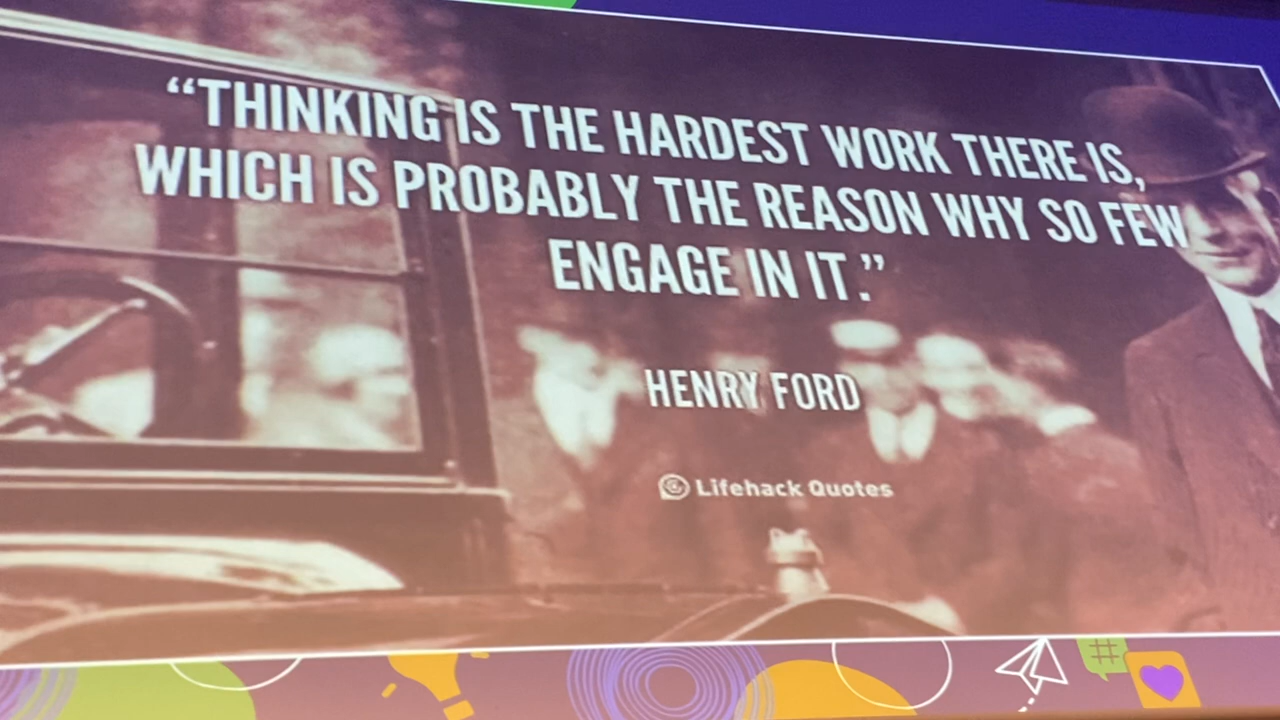 “THINKING IS THE HARDEST WORK THERE IS,
WHICH IS PROBABLY THE REASON WHY SO FEW
ENGAGE IN IT.”
HENRY FORD
Lifehack Quotes
#